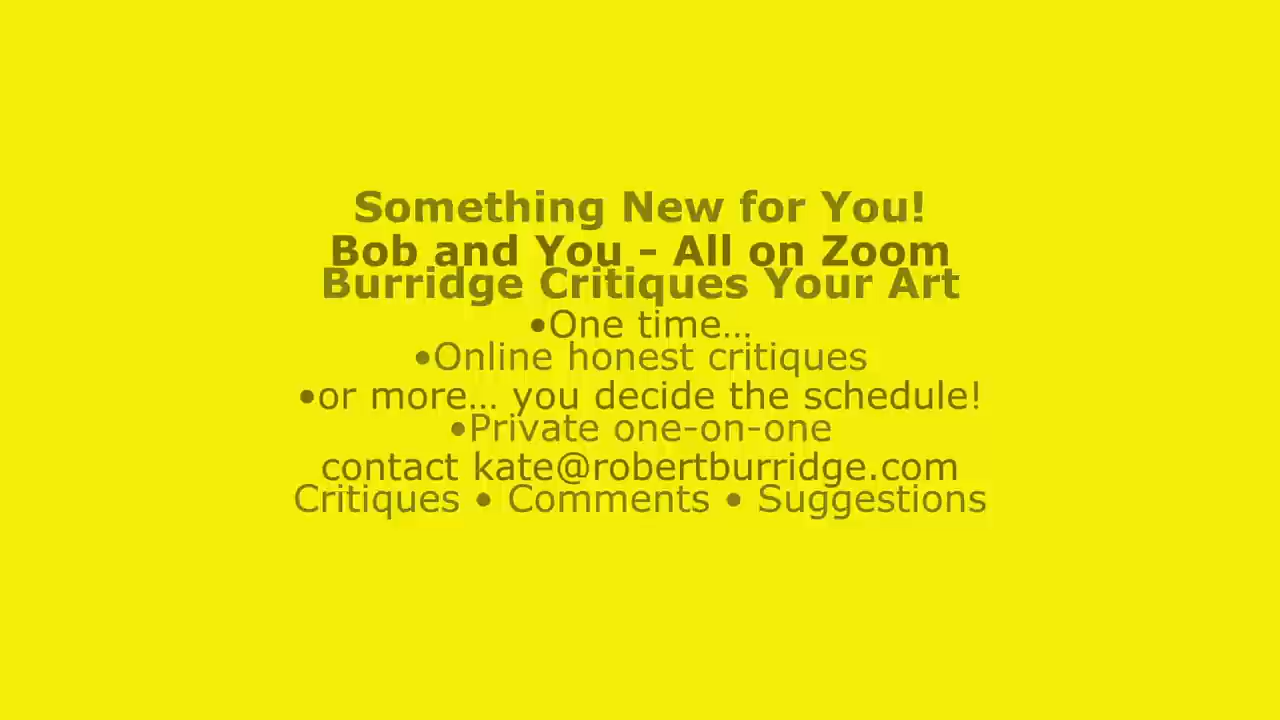 Something New for You!
Bob and You - All on Zoom
Burridge Critiques Your Art
•One time…
•Online honest critiques
•or more… you decide the schedule!
•Private one-on-one
contact kate@robertburridge.com
Critiques • Comments • Suggestions